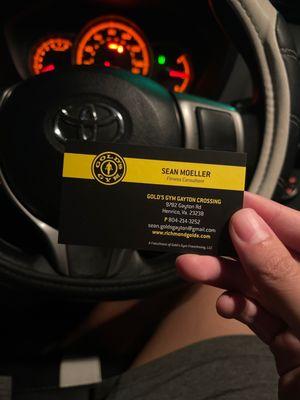 GOLD'S
GYM
SEAN MOELLER
Fitness Consultant
GOLD'S GYM GAYTON CROSSING
9782 Gayton Rd
Henrico, Va. 23238
P 804-214-3252
sean.goldsgayton@gmail.com
www.richmondgolds.com
A Franchisee of Gold's Gym Franchising, LLC